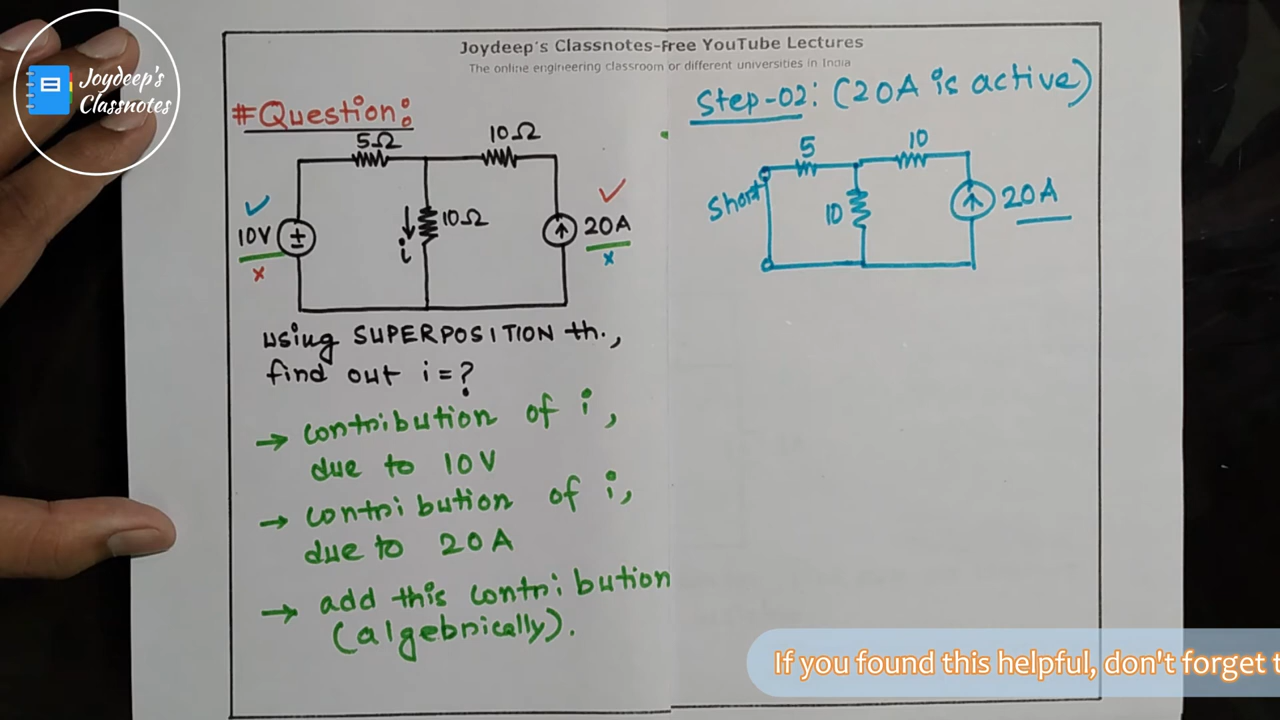 Joydeep's
Classnotes
Joydeep's Classnotes-Free YouTube Lectures
The online engineering classroom for different universities in India
#Question:
5Ω
10Ω
10V
±
x
i
10Ω
20A
x
using SUPERPOSITION th.,
find out i=?
→ contribution of i,
due to 10V
→ contribution of i,
due to 20A
→ add this contribution
(algebrically).
Step-02: (20A is active)
5
10
Short
10
20A
If you found this helpful, don't forget t